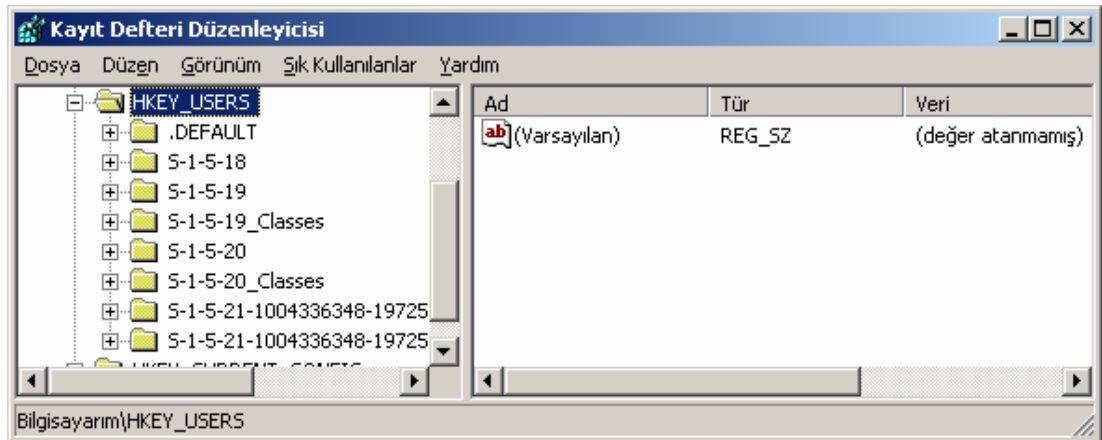 Kayıt Defteri Düzenleyicisi
Dosya Düzen Görünüm Sık Kullanılanlar Yardım
HKEY_USERS
.DEFAULT
S-1-5-18
S-1-5-19
S-1-5-19_Classes
S-1-5-20
S-1-5-20_Classes
S-1-5-21-1004336348-19725
S-1-5-21-1004336348-19725
HKEY_CURRENT_CONFIG
Ad Tür Veri
(Varsayılan) REG_SZ (değer atanmamış)
Bilgisayarım\HKEY_USERS